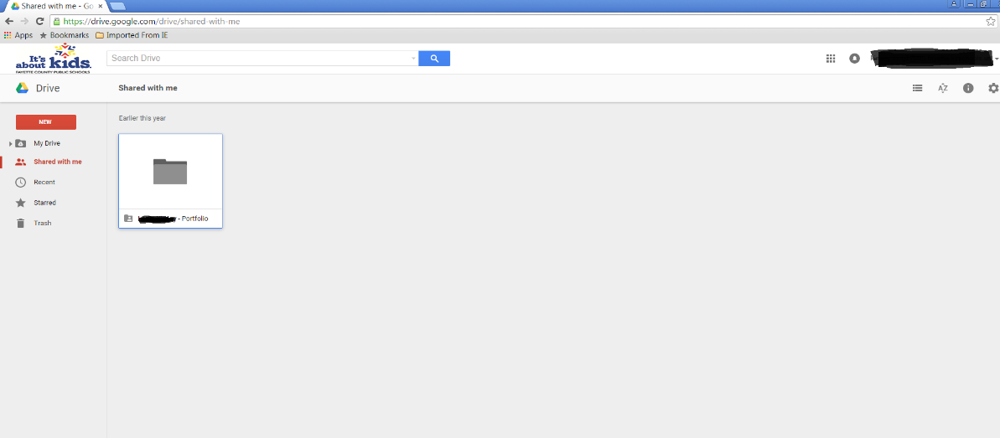 Shared with me - Go
https://drive.google.com/drive/shared-with-me
Apps Bookmarks Imported From IE
It's about kids.
FAYETTE COUNTY PUBLIC SCHOOLS
Search Drive
Drive
Shared with me
AZ
NEW
Earlier this year
My Drive
Shared with me
Recent
Starred
Trash
- Portfolio